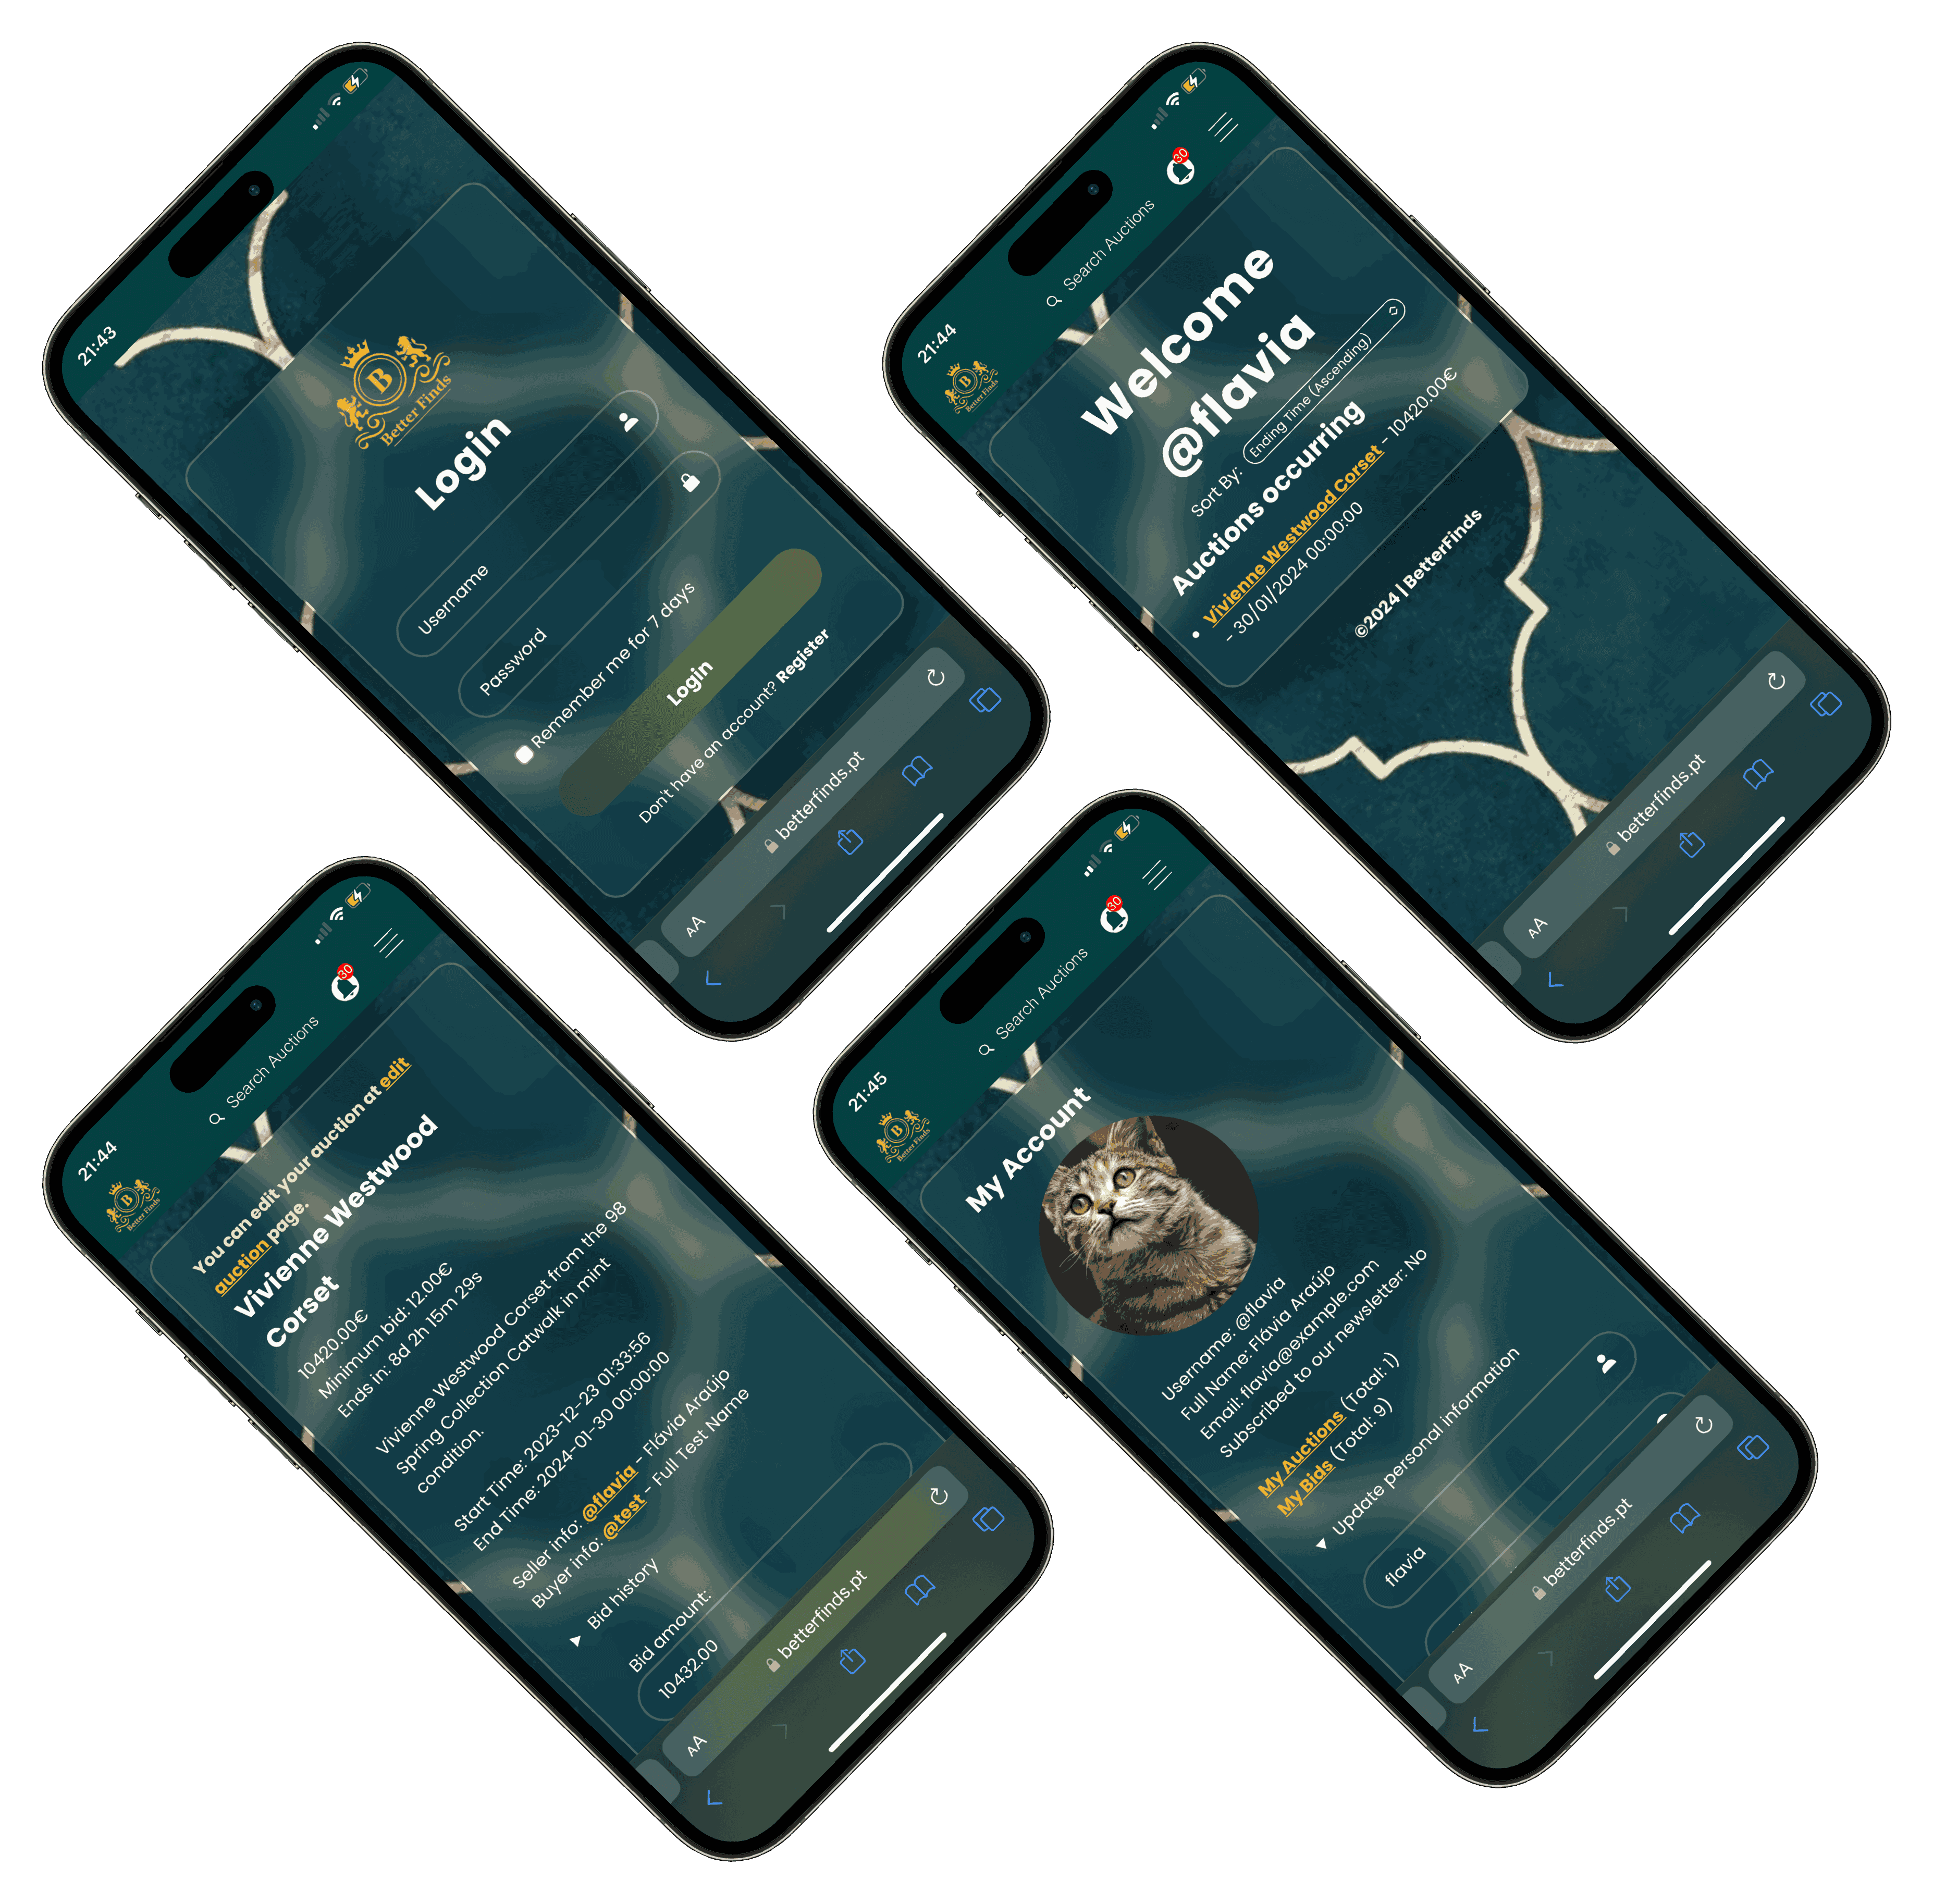 21:43
B
Better Finds
Login
Username
Password
Remember me for 7 days
Login
Don't have an account? Register
AA
betterfinds.pt
21:44
B
Better Finds
Search Auctions
30
Welcome
@flavia
Sort By: Ending Time (Ascending)
Auctions occurring
• Vivienne Westwood Corset - 10420.00€
- 30/01/2024 00:00:00
©2024 | BetterFinds
AA
betterfinds.pt
21:44
B
Better Finds
Search Auctions
30
You can edit your auction at edit
auction page.
Vivienne Westwood
Corset
10420.00€
Minimum bid: 12.00€
Ends in: 8d 2h 15m 29s
Vivienne Westwood Corset from the 98
Spring Collection Catwalk in mint
condition.
Start Time: 2023-12-23 01:33:56
End Time: 2024-01-30 00:00:00
Seller info: @flavia - Flávia Araújo
Buyer info: @test - Full Test Name
Bid history
Bid amount:
10432.00
AA
betterfinds.pt
21:45
B
Better Finds
Search Auctions
30
My Account
Username: @flavia
Full Name: Flávia Araújo
Email: flavia@example.com
Subscribed to our newsletter: No
My Auctions (Total: 1)
My Bids (Total: 9)
Update personal information
flavia
AA
betterfinds.pt